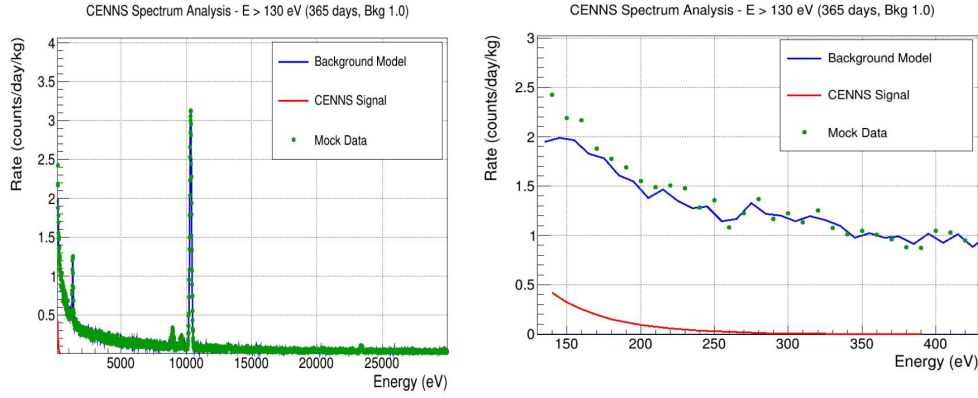 CENNS Spectrum Analysis - E > 130 eV (365 days, Bkg 1.0)
Rate (counts/day/kg)
4
3.5
3
2.5
2
1.5
1
0.5
Background Model
CENNS Signal
Mock Data
5000 10000 15000 20000 25000
Energy (eV)
CENNS Spectrum Analysis - E > 130 eV (365 days, Bkg 1.0)
Rate (counts/day/kg)
3
2.5
2
1.5
1
0.5
0
Background Model
CENNS Signal
Mock Data
150 200 250 300 350 400
Energy (eV)